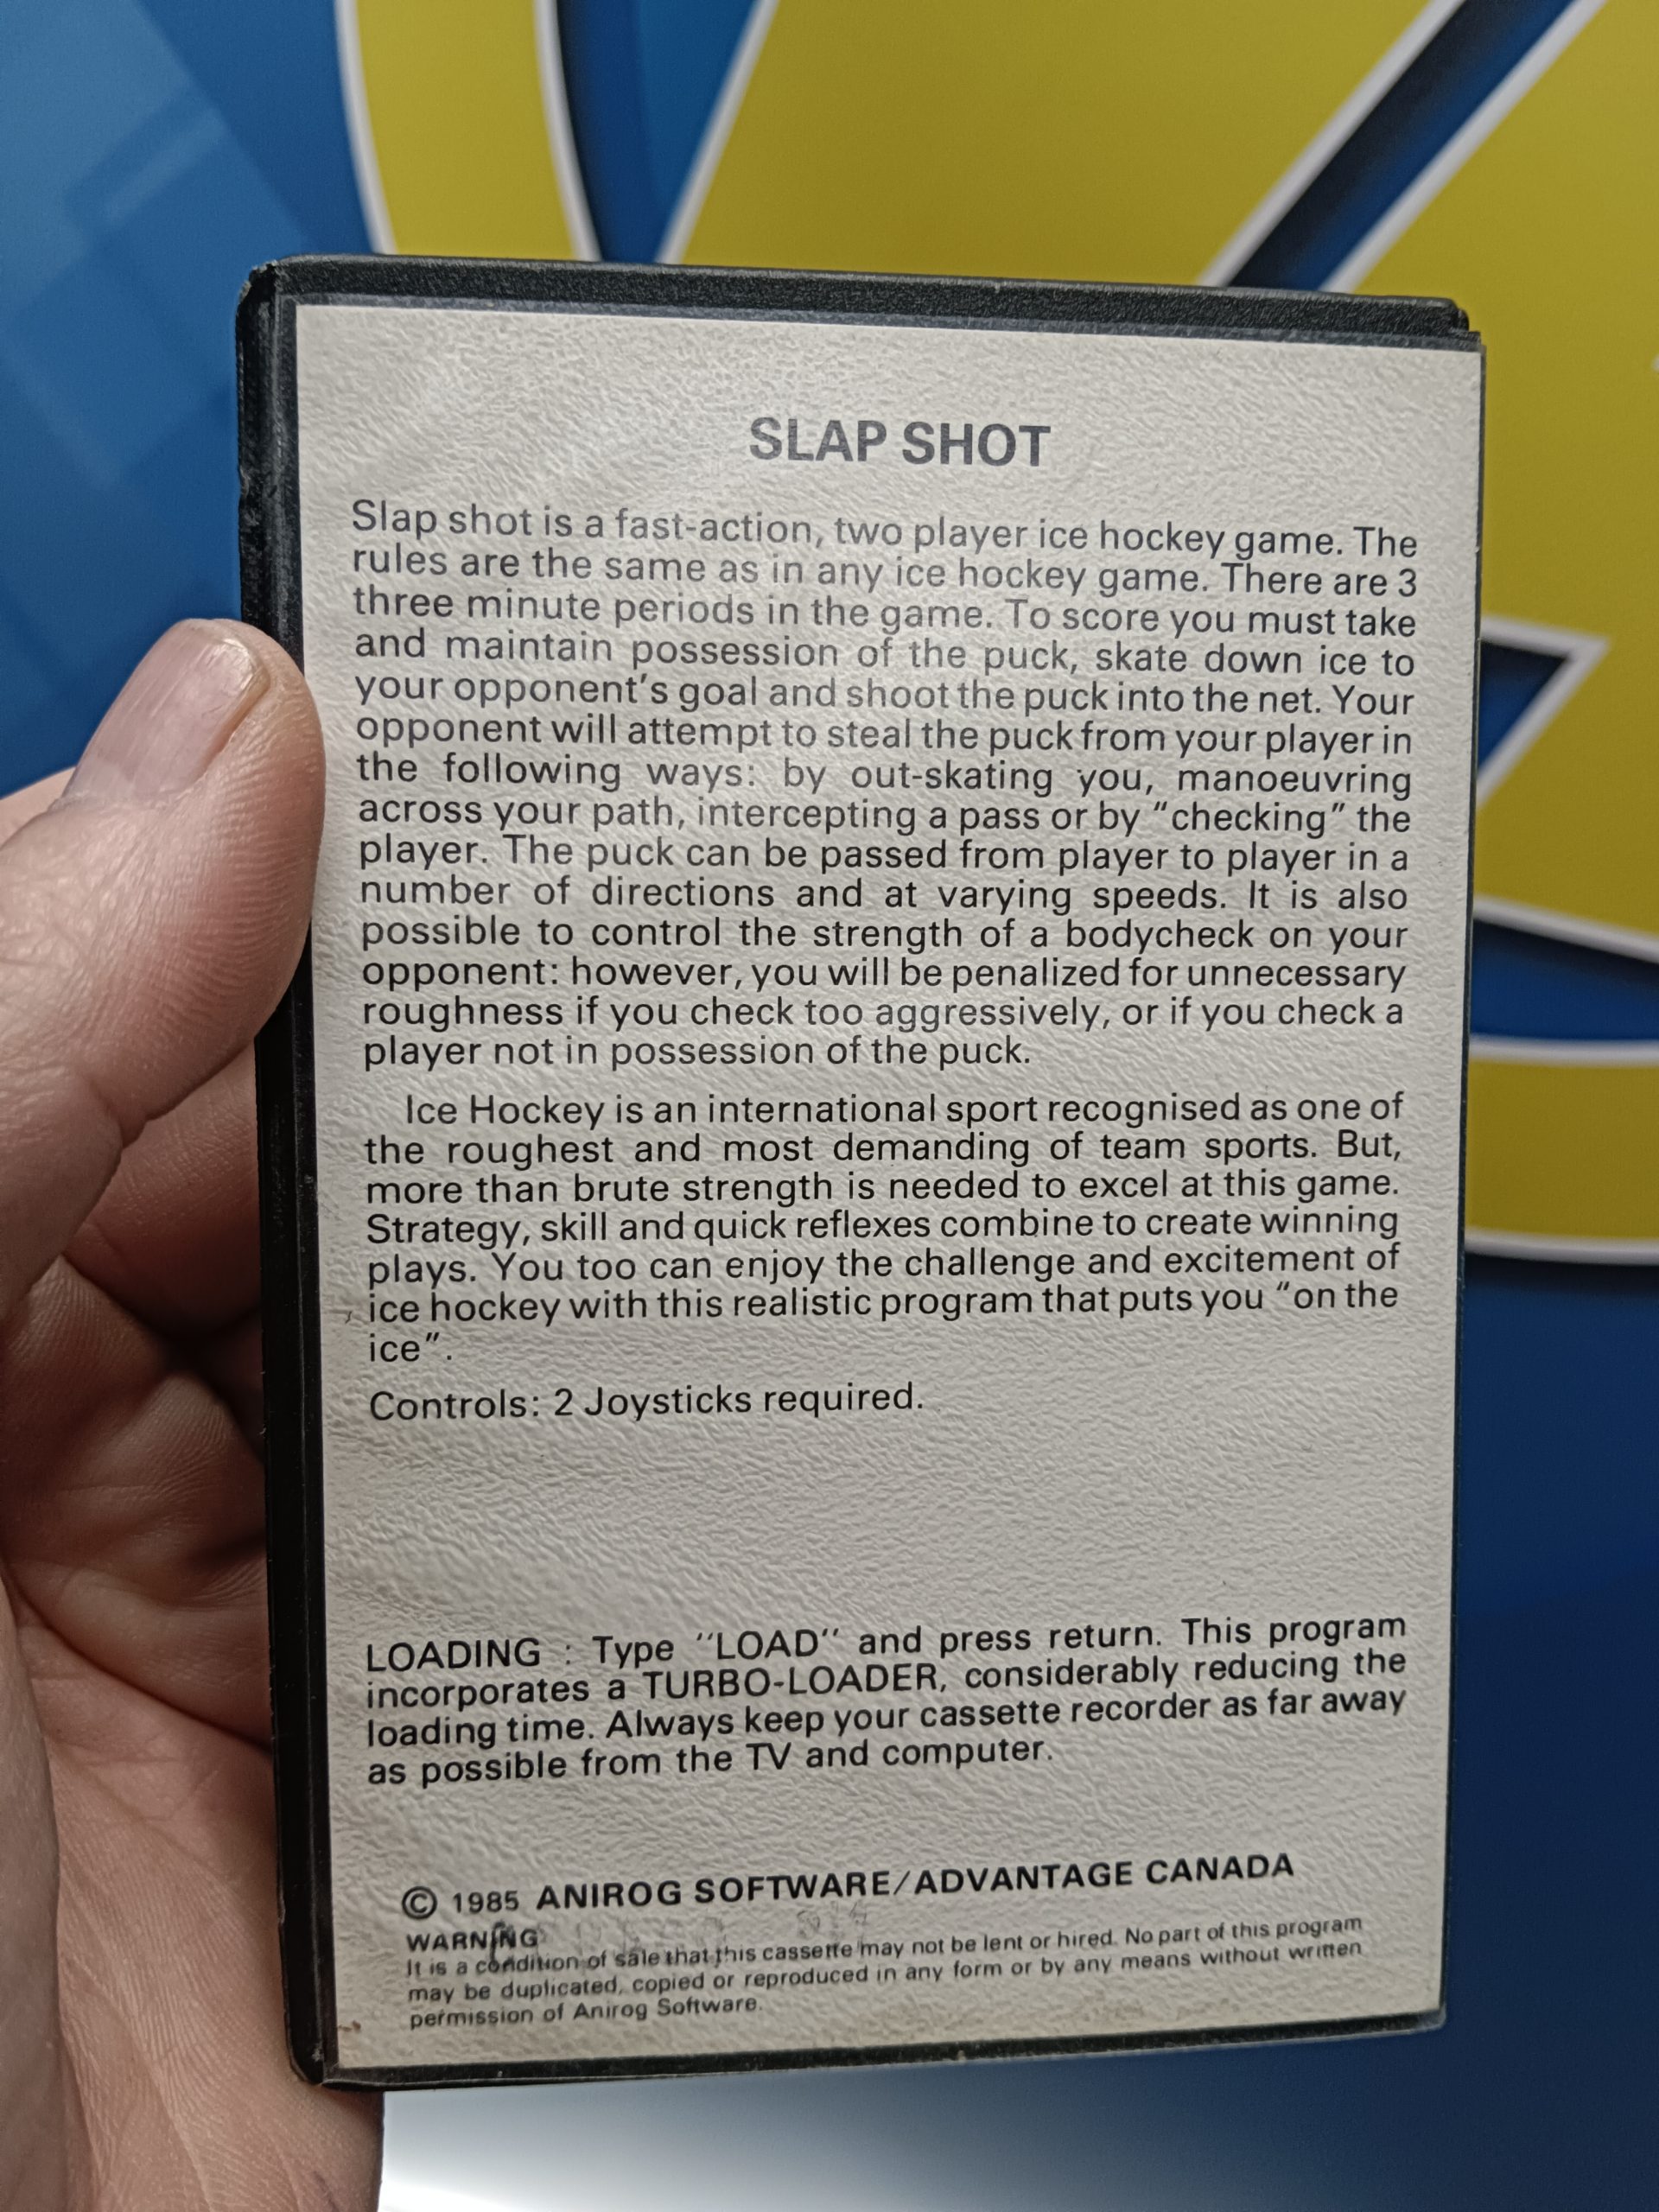 SLAP SHOT
Slap shot is a fast-action, two player ice hockey game. The
rules are the same as in any ice hockey game. There are 3
three minute periods in the game. To score you must take
and maintain possession of the puck, skate down ice to
your opponent's goal and shoot the puck into the net. Your
opponent will attempt to steal the puck from your player in
the following ways: by out-skating you, manoeuvring
across your path, intercepting a pass or by "checking" the
player. The puck can be passed from player to player in a
number of directions and at varying speeds. It is also
possible to control the strength of a bodycheck on your
opponent: however, you will be penalized for unnecessary
roughness if you check too aggressively, or if you check a
player not in possession of the puck.
Ice Hockey is an international sport recognised as one of
the roughest and most demanding of team sports. But,
more than brute strength is needed to excel at this game.
Strategy, skill and quick reflexes combine to create winning
plays. You too can enjoy the challenge and excitement of
ice hockey with this realistic program that puts you "on the
ice".
Controls: 2 Joysticks required.
LOADING : Type "LOAD" and press return. This program
incorporates a TURBO-LOADER, considerably reducing the
loading time. Always keep your cassette recorder as far away
as possible from the TV and computer.
© 1985 ANIROG SOFTWARE/ADVANTAGE CANADA
WARNING
It is a condition of sale that this cassette may not be lent or hired. No part of this program
may be duplicated, copied or reproduced in any form or by any means without written
permission of Anirog Software.